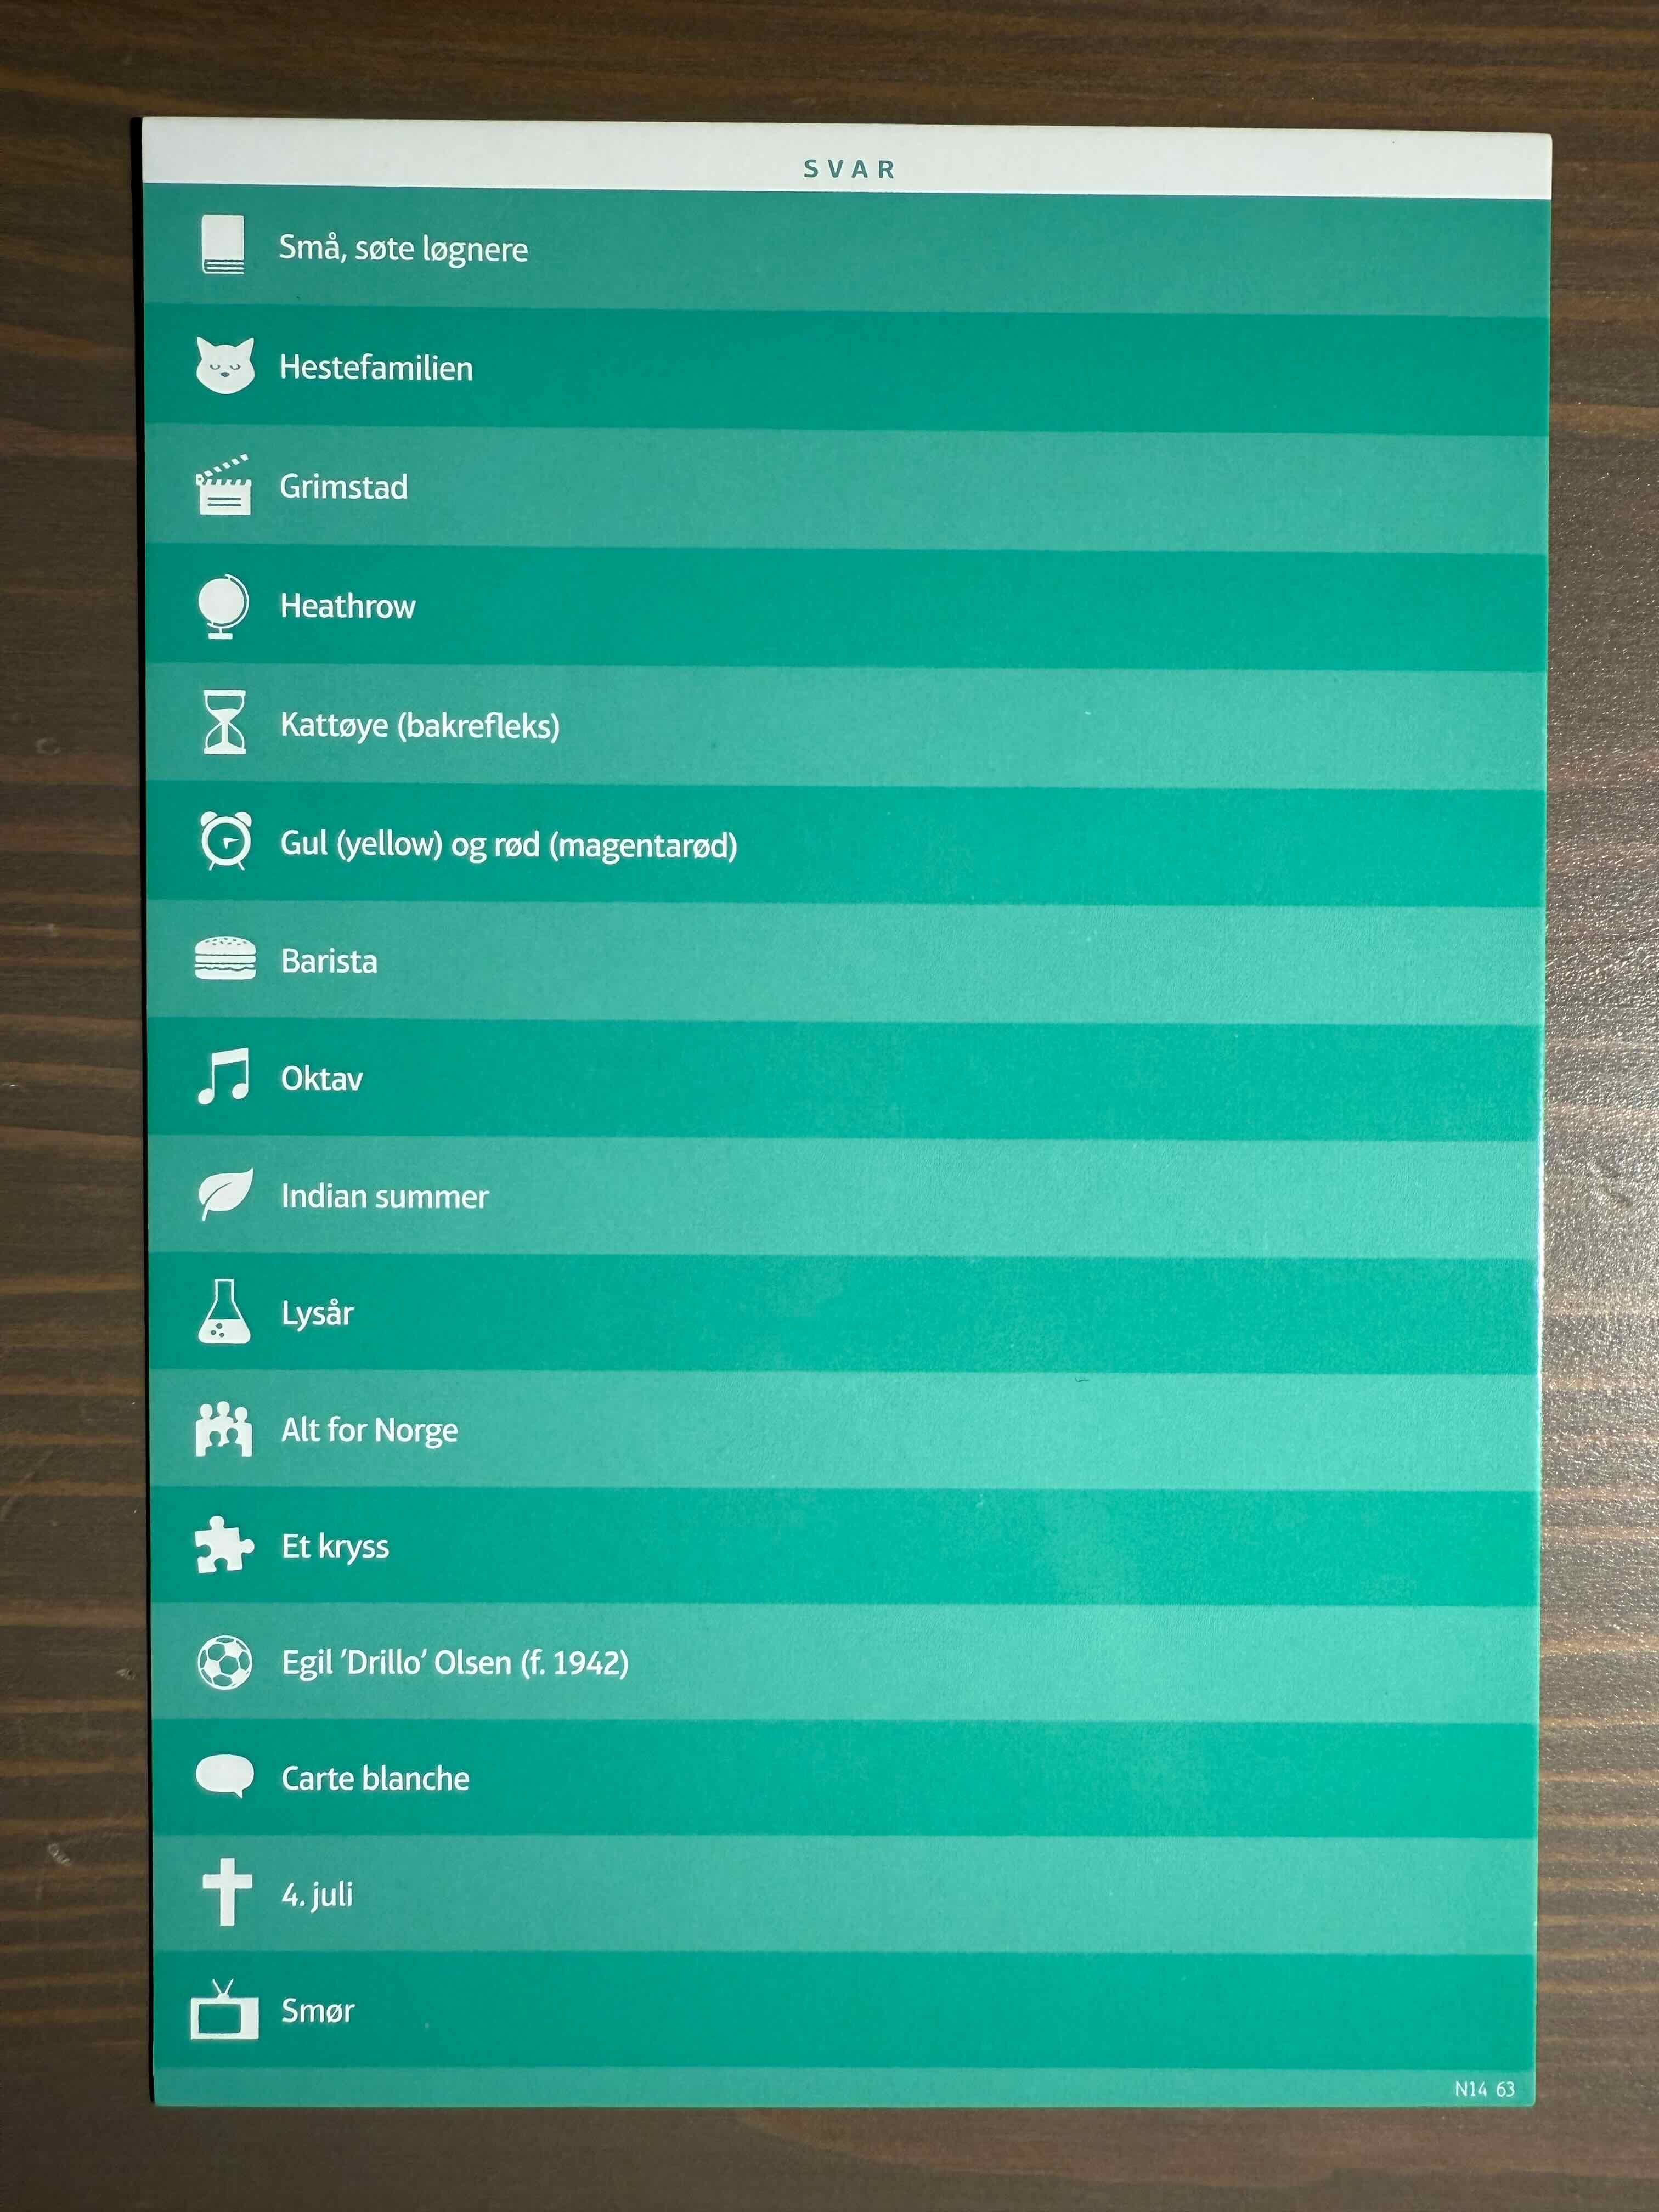 SVAR
Små, søte løgnere
Hestefamilien
Grimstad
Heathrow
Kattøye (bakrefleks)
Gul (yellow) og rød (magentarød)
Barista
Oktav
Indian summer
Lysår
Alt for Norge
Et kryss
Egil ’Drillo’ Olsen (f. 1942)
Carte blanche
4. juli
Smør
N14 63